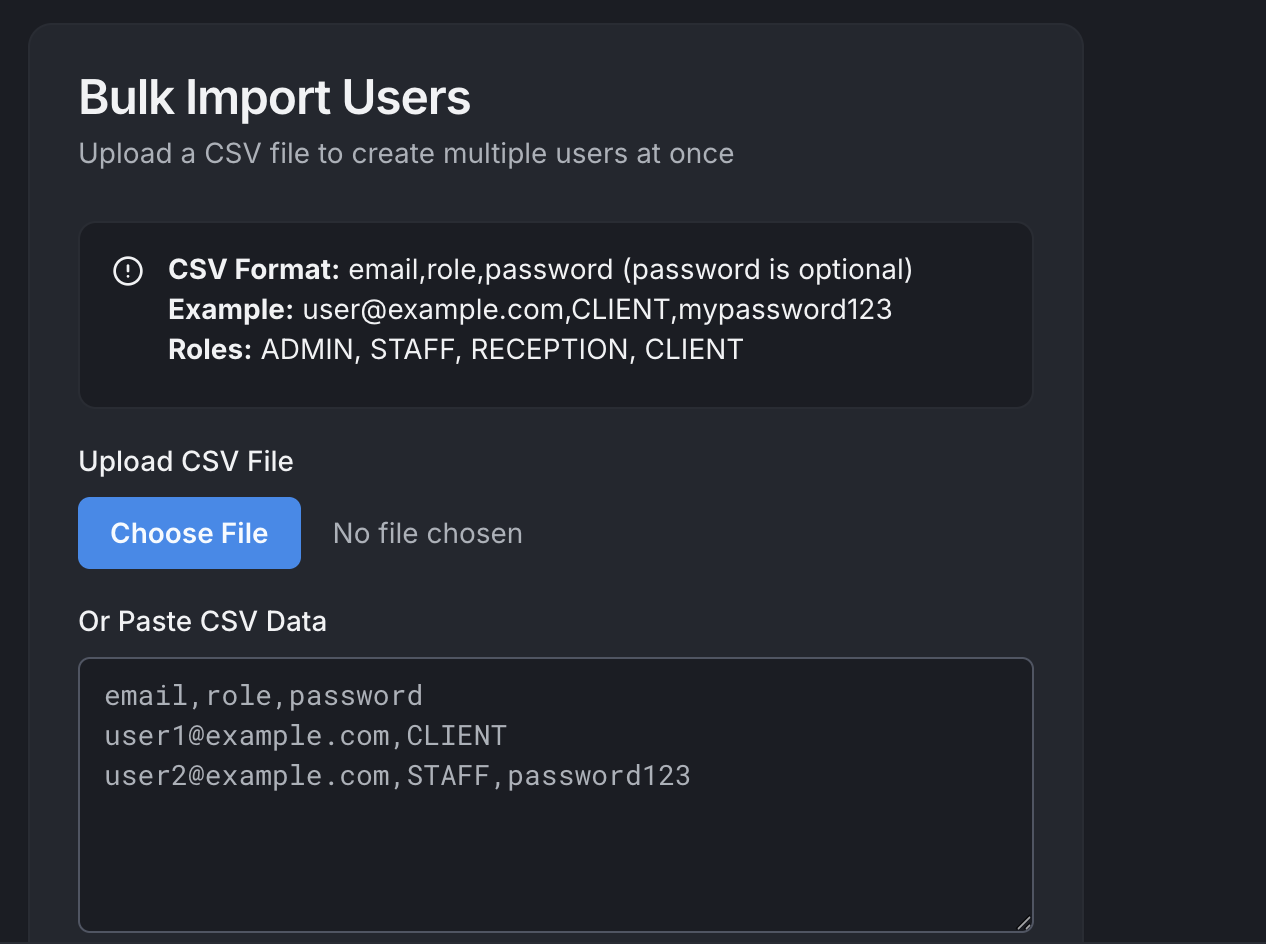 Bulk Import Users
Upload a CSV file to create multiple users at once
CSV Format: email,role,password (password is optional)
Example: user@example.com,CLIENT,mypassword123
Roles: ADMIN, STAFF, RECEPTION, CLIENT
Upload CSV File
Choose File No file chosen
Or Paste CSV Data
email,role,password
user1@example.com,CLIENT
user2@example.com,STAFF,password123